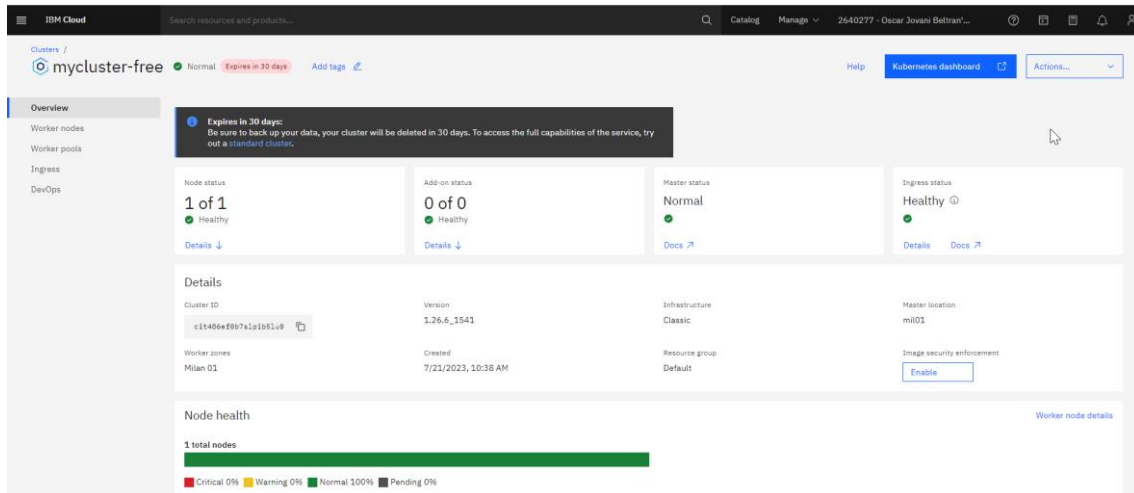 IBM Cloud
Search resources and products...
Catalog
Manage
2640277 - Oscar Jovani Beltran'...
Clusters /
mycluster-free
Normal
Expires in 30 days
Add tags
Help
Kubernetes dashboard
Actions...
Overview
Worker nodes
Worker pools
Ingress
DevOps
Expires in 30 days:
Be sure to back up your data, your cluster will be deleted in 30 days. To access the full capabilities of the service, try
out a standard cluster.
Node status
1 of 1
Healthy
Details
Add-on status
0 of 0
Healthy
Details
Master status
Normal
Docs
Ingress status
Healthy
Details Docs
Details
Cluster ID
Version
1.26.6_1541
Infrastructure
Classic
Master location
mil01
Worker zones
Milan 01
Created
7/21/2023, 10:38 AM
Resource group
Default
Image security enforcement
Enable
Node health
Worker node details
1 total nodes
Critical 0% Warning 0% Normal 100% Pending 0%